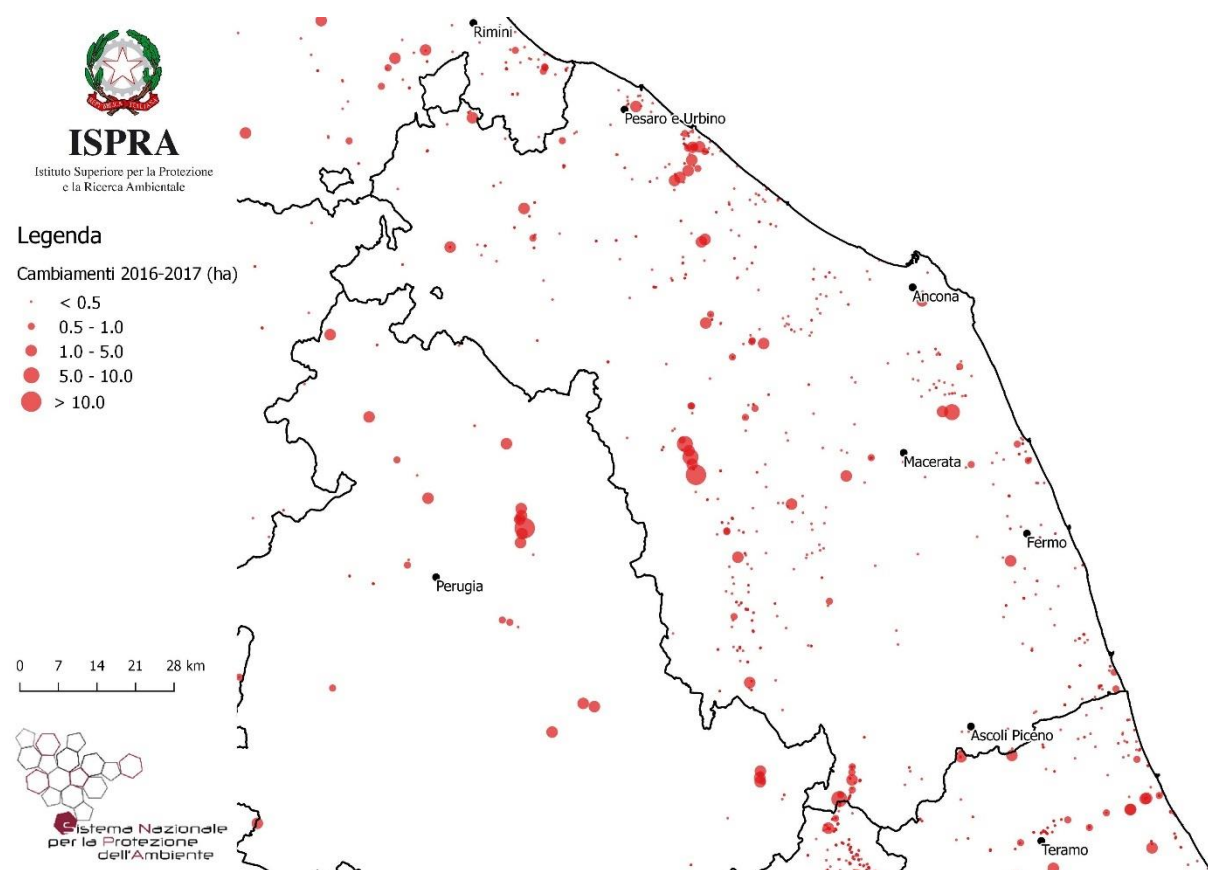 ISPRA
Istituto Superiore per la Protezione
e la Ricerca Ambientale
Legenda
Cambiamenti 2016-2017 (ha)
< 0.5
0.5 - 1.0
1.0 - 5.0
5.0 - 10.0
> 10.0
0 7 14 21 28 km
Sistema Nazionale
per la Protezione
dell'Ambiente
Rimini
Pesaro e Urbino
Ancona
Macerata
Fermo
Perugia
Ascoli Piceno
Teramo